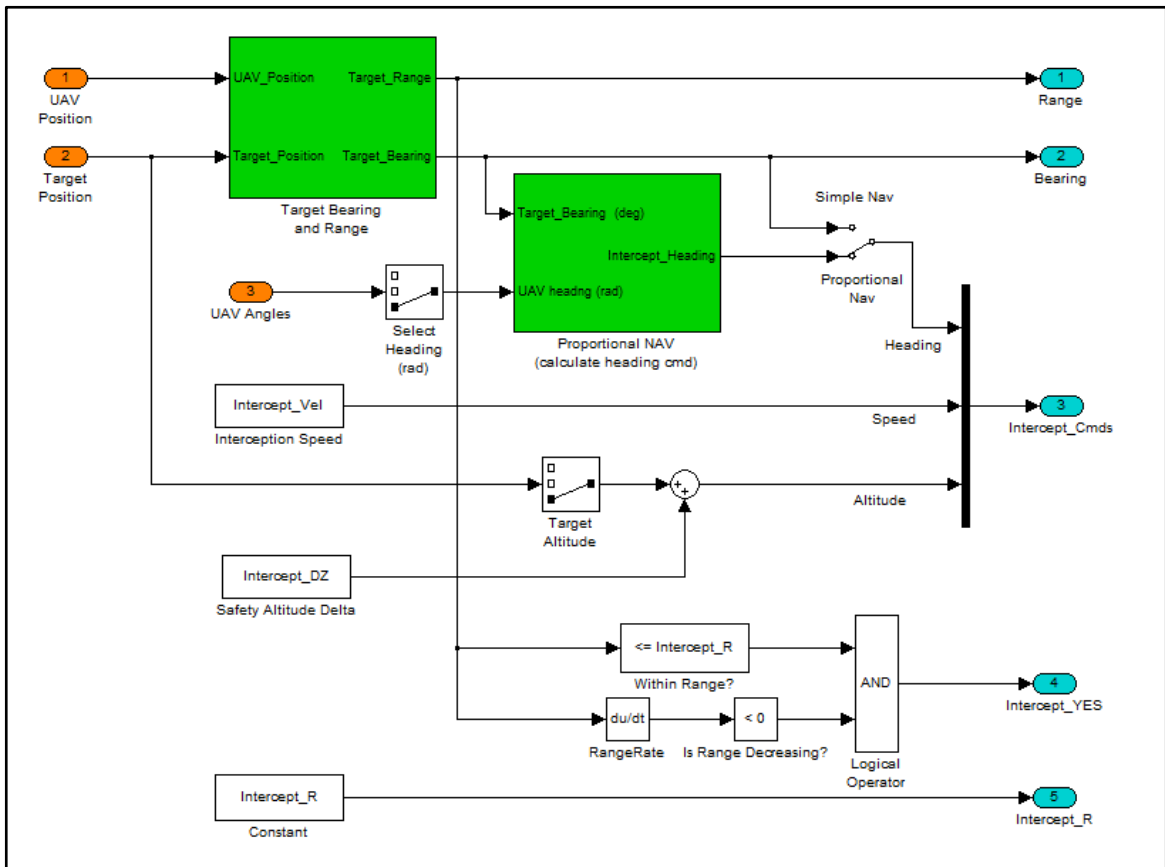 1
UAV
Position
2
Target
Position
UAV_Position
Target_Range
Target_Position
Target_Bearing
Target Bearing
and Range
1
Range
2
Bearing
Target_Bearing  (deg)
Intercept_Heading
UAV headng (rad)
Proportional NAV
(calculate heading cmd)
Simple Nav
Proportional
Nav
3
UAV Angles
Select
Heading
(rad)
Heading
Intercept_Vel
Interception Speed
Speed
3
Intercept_Cmds
Target
Altitude
+
+
Altitude
Intercept_DZ
Safety Altitude Delta
<= Intercept_R
Within Range?
du/dt
RangeRate
< 0
Is Range Decreasing?
AND
Logical
Operator
4
Intercept_YES
Intercept_R
Constant
5
Intercept_R